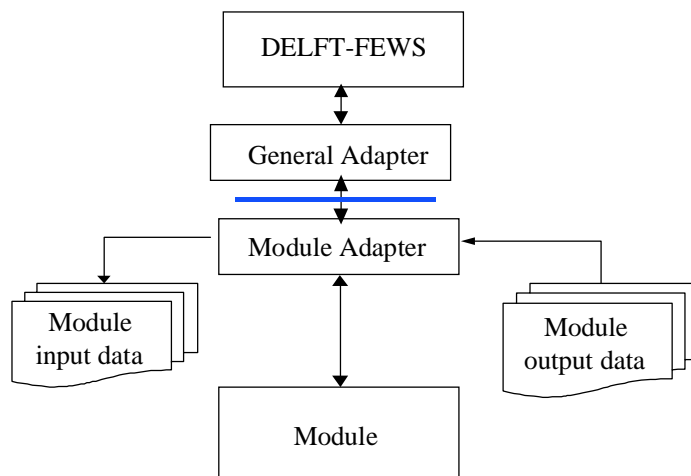 DELFT-FEWS
General Adapter
Module Adapter
Module
input data
Module
output data
Module